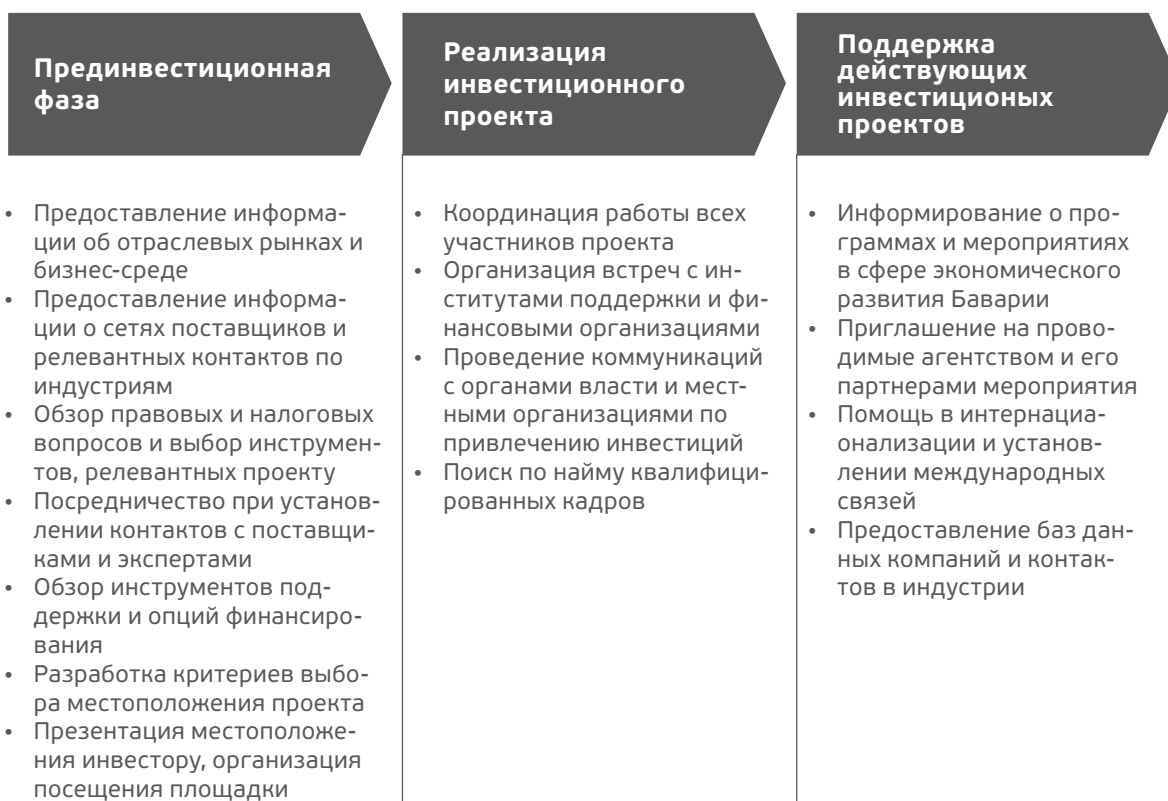 Прединвестиционная
фаза
• Предоставление информа-
ции об отраслевых рынках и
бизнес-среде
• Предоставление информа-
ции о сетях поставщиков и
релевантных контактов по
индустриям
• Обзор правовых и налоговых
вопросов и выбор инструмен-
тов, релевантных проекту
• Посредничество при установ-
лении контактов с поставщи-
ками и экспертами
• Обзор инструментов под-
держки и опций финансиро-
вания
• Разработка критериев выбо-
ра местоположения проекта
• Презентация местоположе-
ния инвестору, организация
посещения площадки
Реализация
инвестиционного
проекта
• Координация работы всех
участников проекта
• Организация встреч с ин-
ститутами поддержки и фи-
нансовыми организациями
• Проведение коммуникаций
с органами власти и мест-
ными организациями по
привлечению инвестиций
• Поиск по найму квалифици-
рованных кадров
Поддержка
действующих
инвестиционых
проектов
• Информирование о про-
граммах и мероприятиях
в сфере экономического
развития Баварии
• Приглашение на прово-
димые агентством и его
партнерами мероприятия
• Помощь в интернаци-
онализации и установ-
лении международных
связей
• Предоставление баз дан-
ных компаний и контак-
тов в индустрии